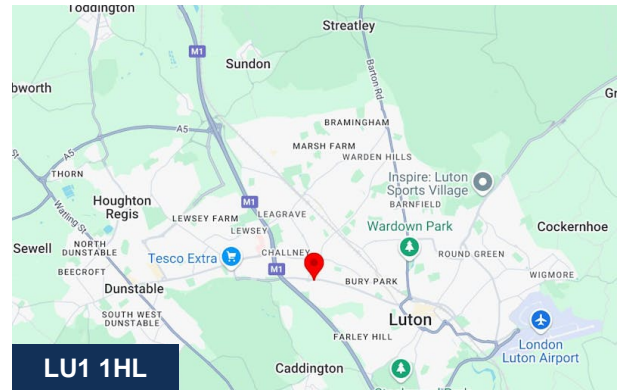 Toddington
Streatley
M1
Sundon
Barton Rd
bworth
Gr
A5
BRAMINGHAM
A5
MARSH FARM
WARDEN HILLS
THORN
Inspire: Luton
Sports Village
Watling St
Houghton
Regis
M1
LEWSEY FARM
LEAGRAVE
BARNFIELD
Wardown Park
Cockernhoe
LEWSEY
Sewell
NORTH
DUNSTABLE
Tesco Extra
CHALLNEY
ROUND GREEN
BEECROFT
M1
WIGMORE
Dunstable
BURY PARK
SOUTH WEST
DUNSTABLE
Luton
FARLEY HILL
London
Luton Airport
LU1 1HL
Caddington